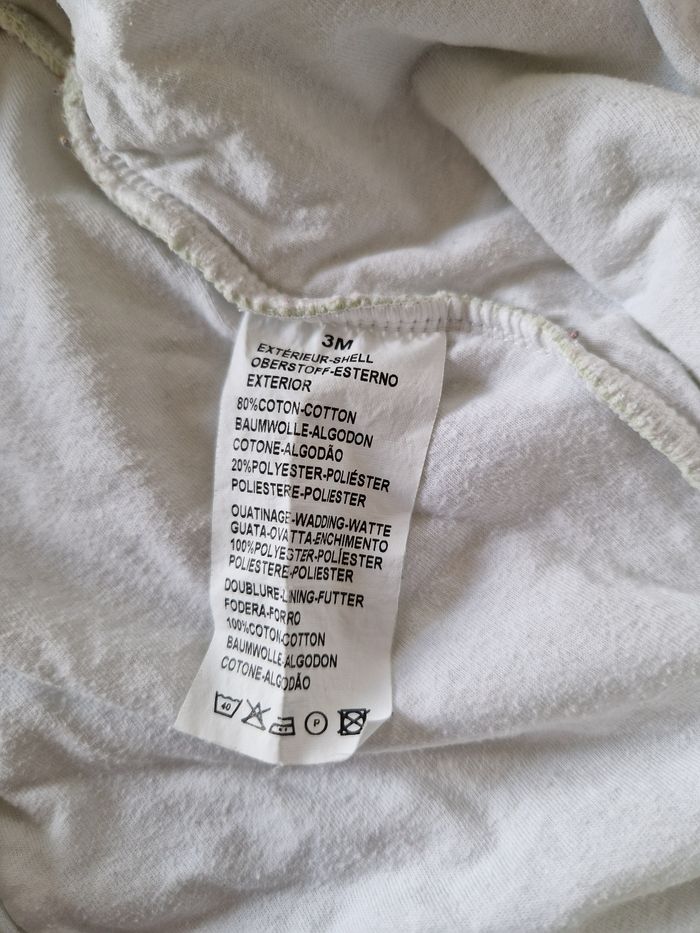 3M
EXTÉRIEUR-SHELL
OBERSTOFF-ESTERNO
EXTERIOR
80%COTON-COTTON
BAUMWOLLE-ALGODON
COTONE-ALGODÃO
20%POLYESTER-POLIÉSTER
POLIESTERE-POLIESTER
OUATINAGE-WADDING-WATTE
GUATA-OVATTA-ENCHIMENTO
100%POLYESTER-POLÍESTER
POLIESTERE-POLIESTER
DOUBLURE-LINING-FUTTER
FODERA-FORRO
100%COTON-COTTON
BAUMWOLLE-ALGODON
COTONE-ALGODÃO
40 P